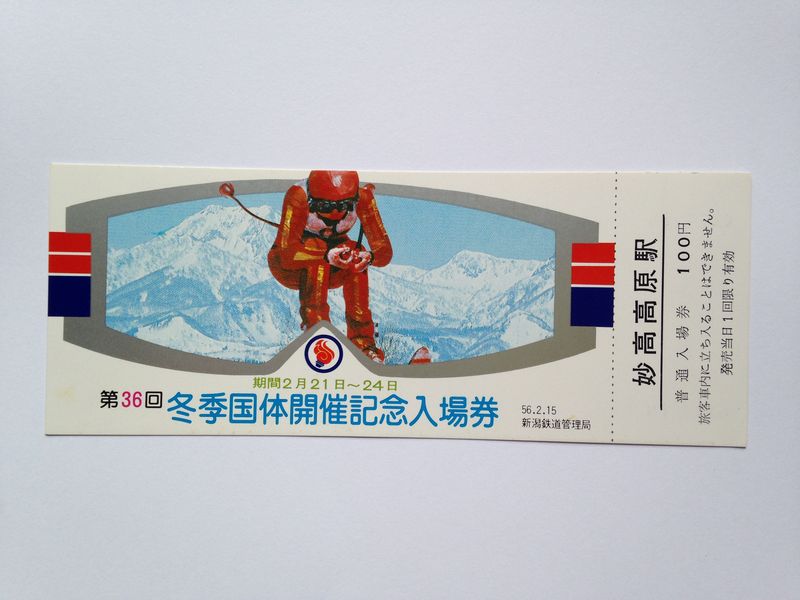 期間2月21日～24日
第36回 冬季国体開催記念入場券
56.2.15
新潟鉄道管理局
妙高高原駅
普通入場券 100円
旅客車内に立ち入ることはできません。
発売当日1回限り有効